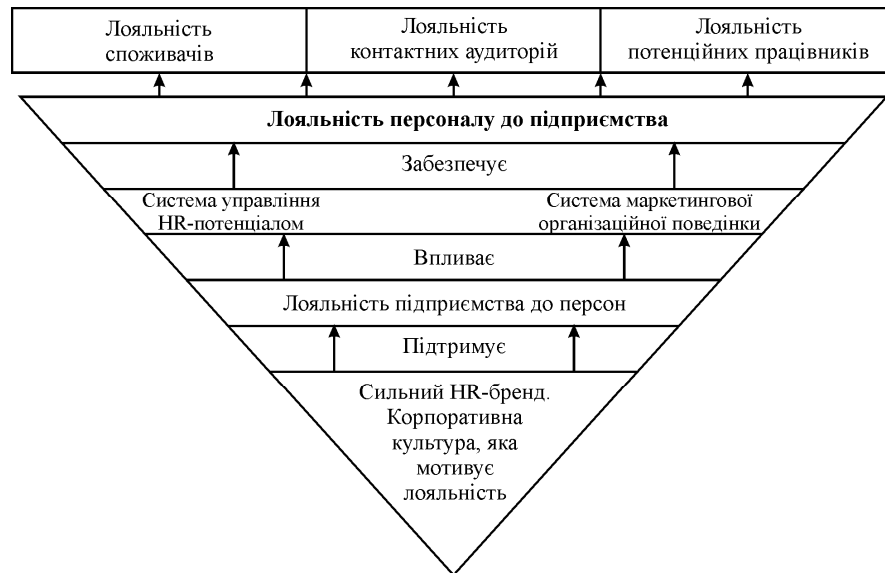 Лояльність
споживачів
Лояльність
контактних аудиторій
Лояльність
потенційних працівників
Лояльність персоналу до підприємства
Забезпечує
Система управління
HR-потенціалом
Система маркетингової
організаційної поведінки
Впливає
Лояльність підприємства до персон
Підтримує
Сильний HR-бренд.
Корпоративна
культура, яка
мотивує
лояльність